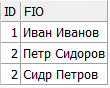 ID FIO
1 Иван Иванов
2 Петр Сидоров
2 Сидр Петров